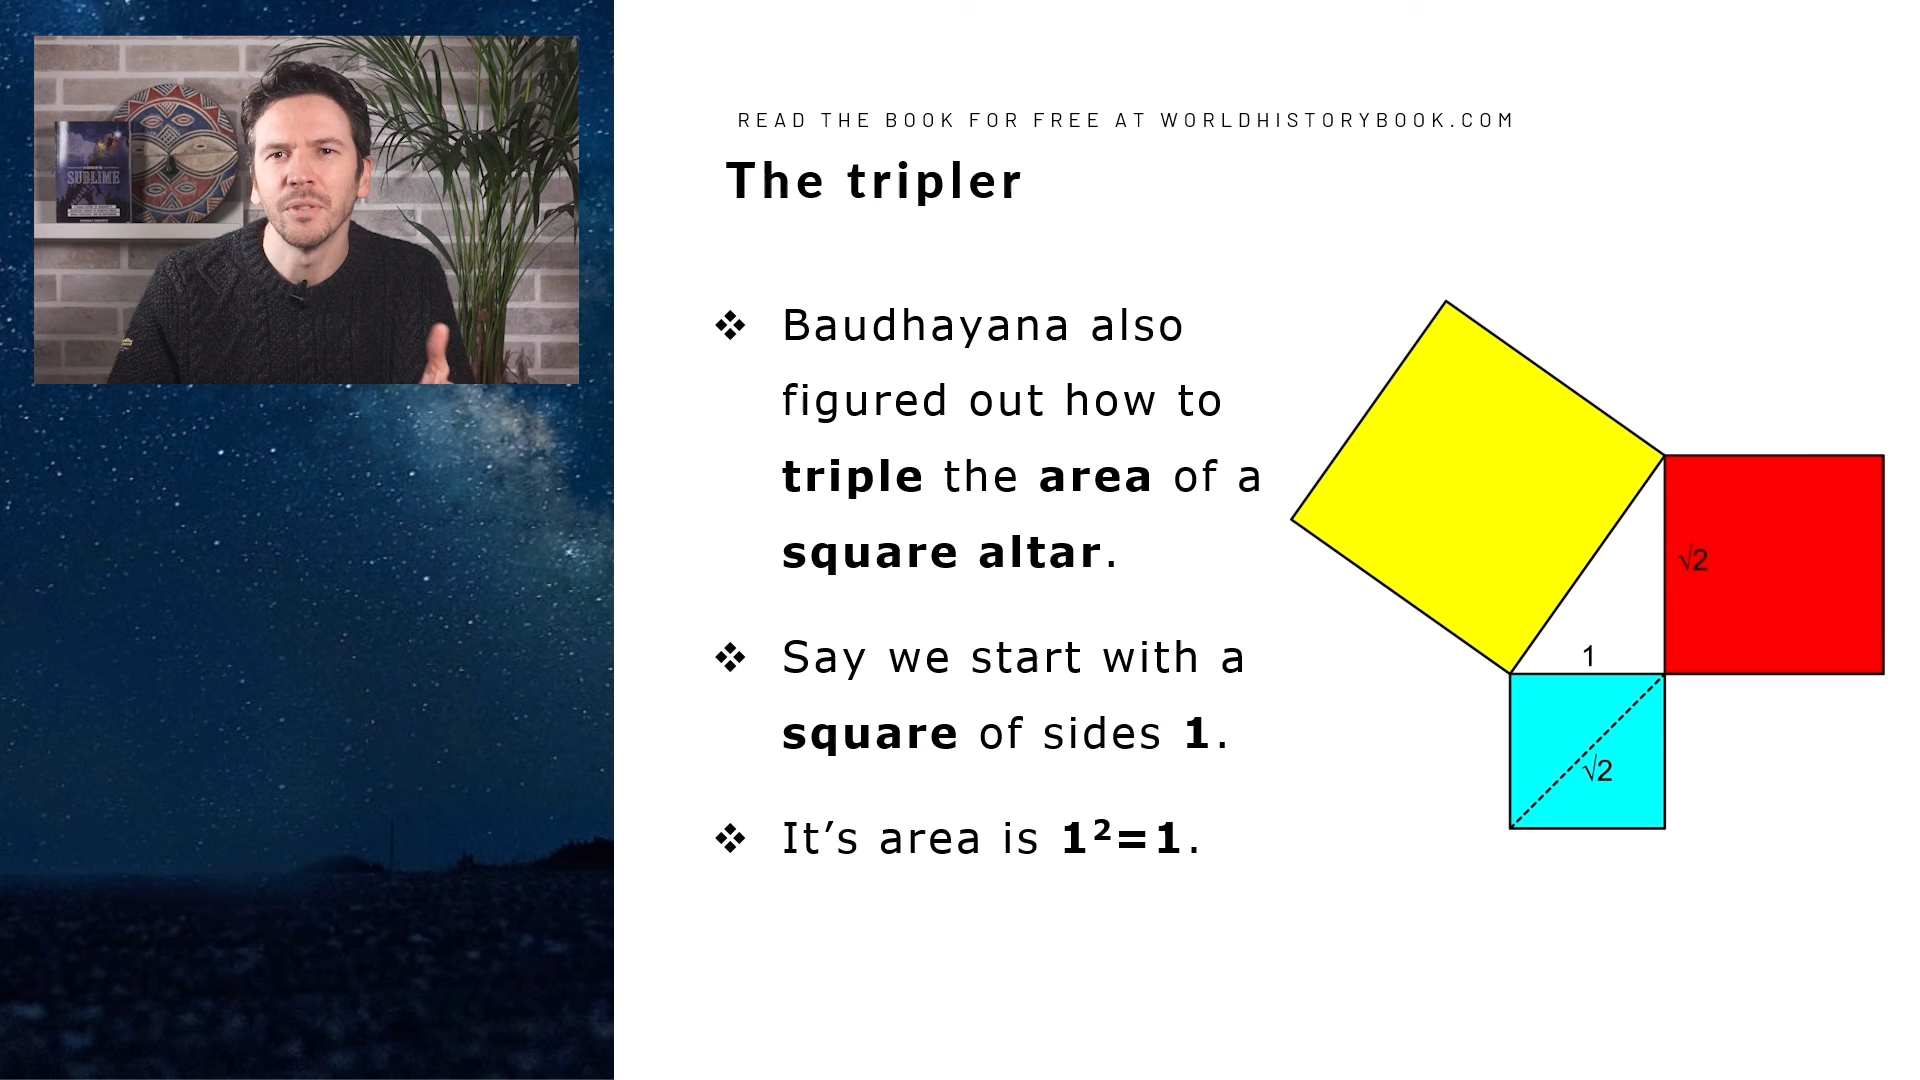 SUBLIME
READ THE BOOK FOR FREE AT WORLDHISTORYBOOK.COM
The tripler
❖ Baudhayana also
figured out how to
triple the area of a
square altar.
❖ Say we start with a
square of sides 1.
❖ It’s area is 1²=1.
√2
1
√2